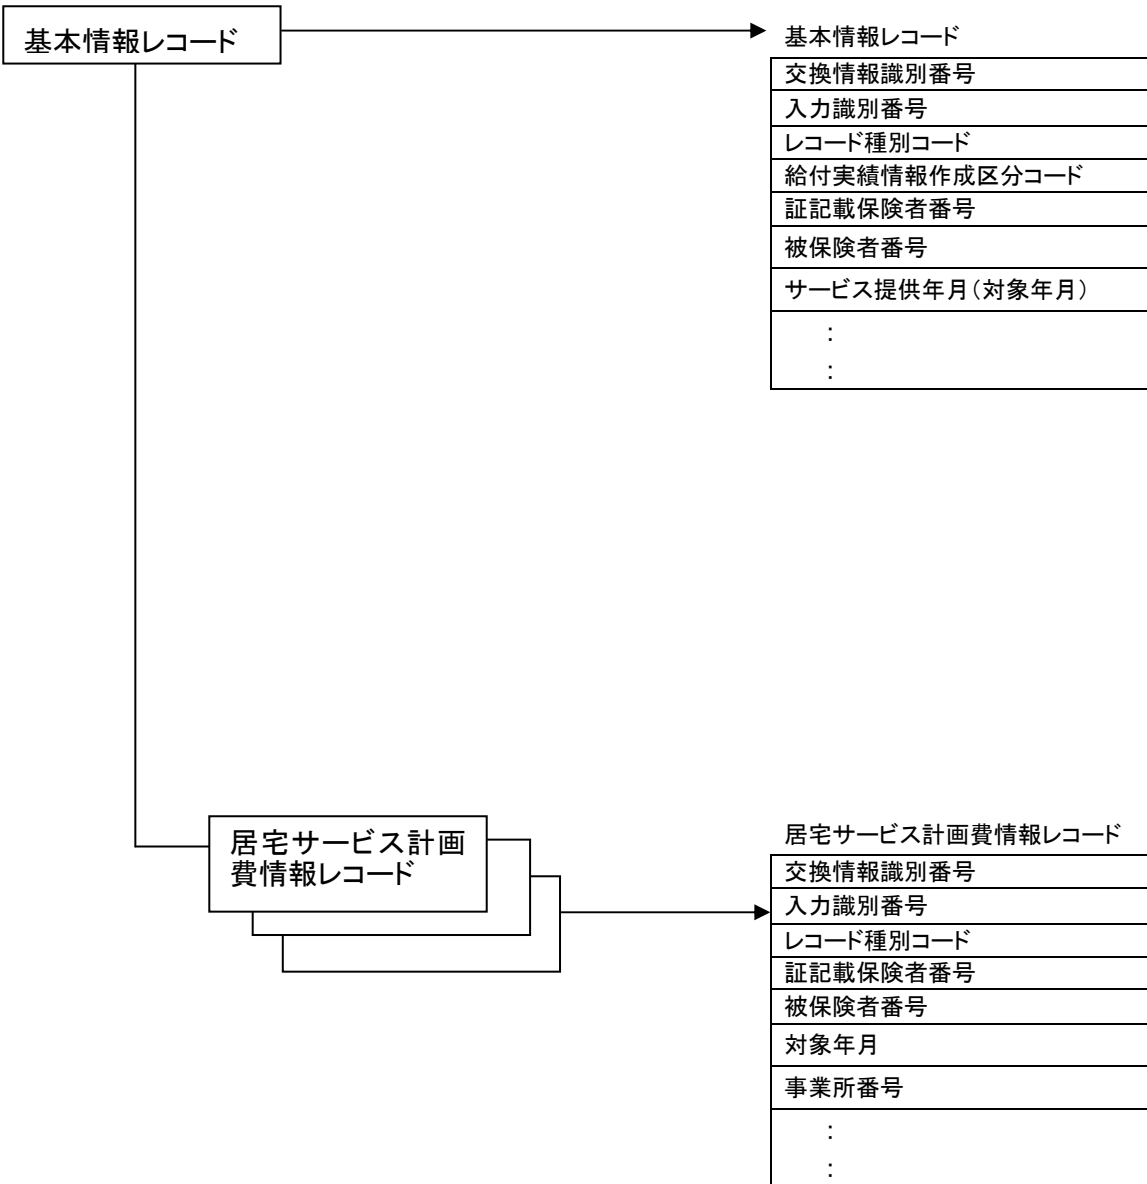 基本情報レコード
基本情報レコード
交換情報識別番号
入力識別番号
レコード種別コード
給付実績情報作成区分コード
証記載保険者番号
被保険者番号
サービス提供年月(対象年月)
:
:
居宅サービス計画
費情報レコード
居宅サービス計画費情報レコード
交換情報識別番号
入力識別番号
レコード種別コード
証記載保険者番号
被保険者番号
対象年月
事業所番号
:
: